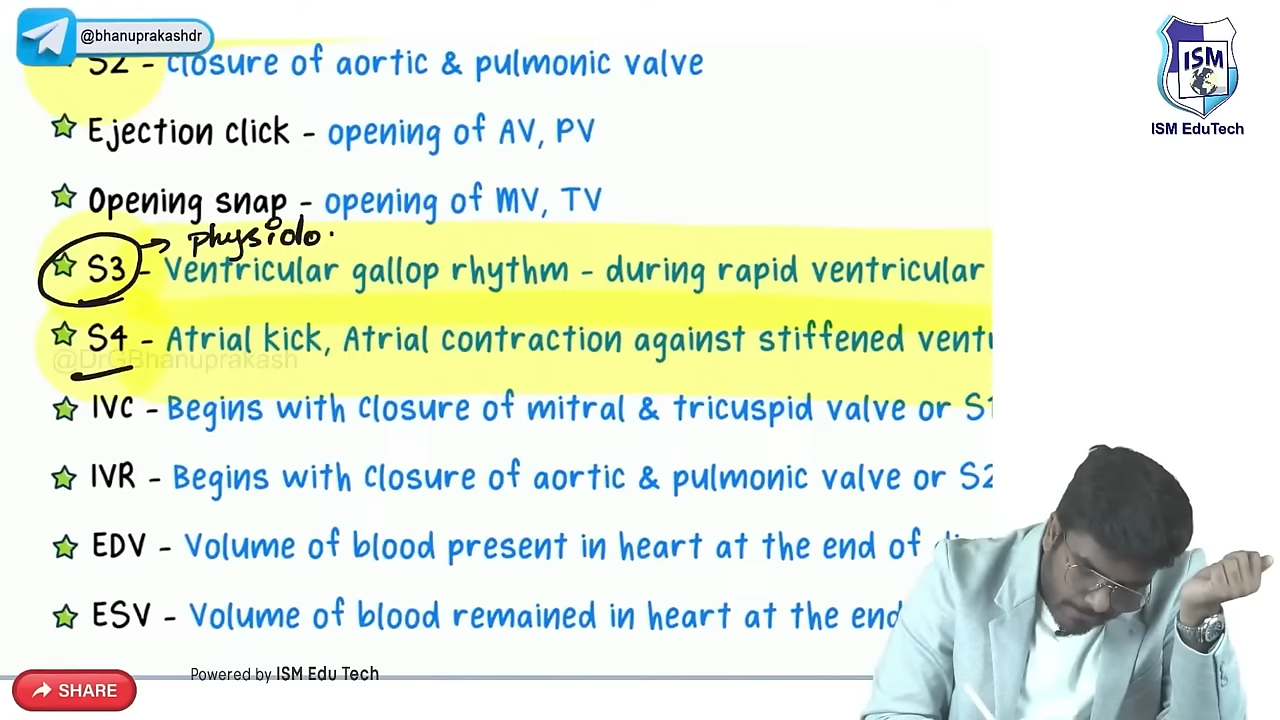 @bhanuprakashdr
S2 - closure of aortic & pulmonic valve
ISM
ISM EduTech
Ejection click - opening of AV, PV
Opening snap - opening of MV, TV
physiolo.
S3 - Ventricular gallop rhythm - during rapid ventricular
S4 - Atrial kick, Atrial contraction against stiffened
@DrGBhanuprakash
IVC - Begins with closure of mitral & tricuspid valve or S1
IVR - Begins with closure of aortic & pulmonic valve or S2
EDV - Volume of blood present in heart at the end of
ESV - Volume of blood remained in heart at the end
Powered by ISM Edu Tech
SHARE